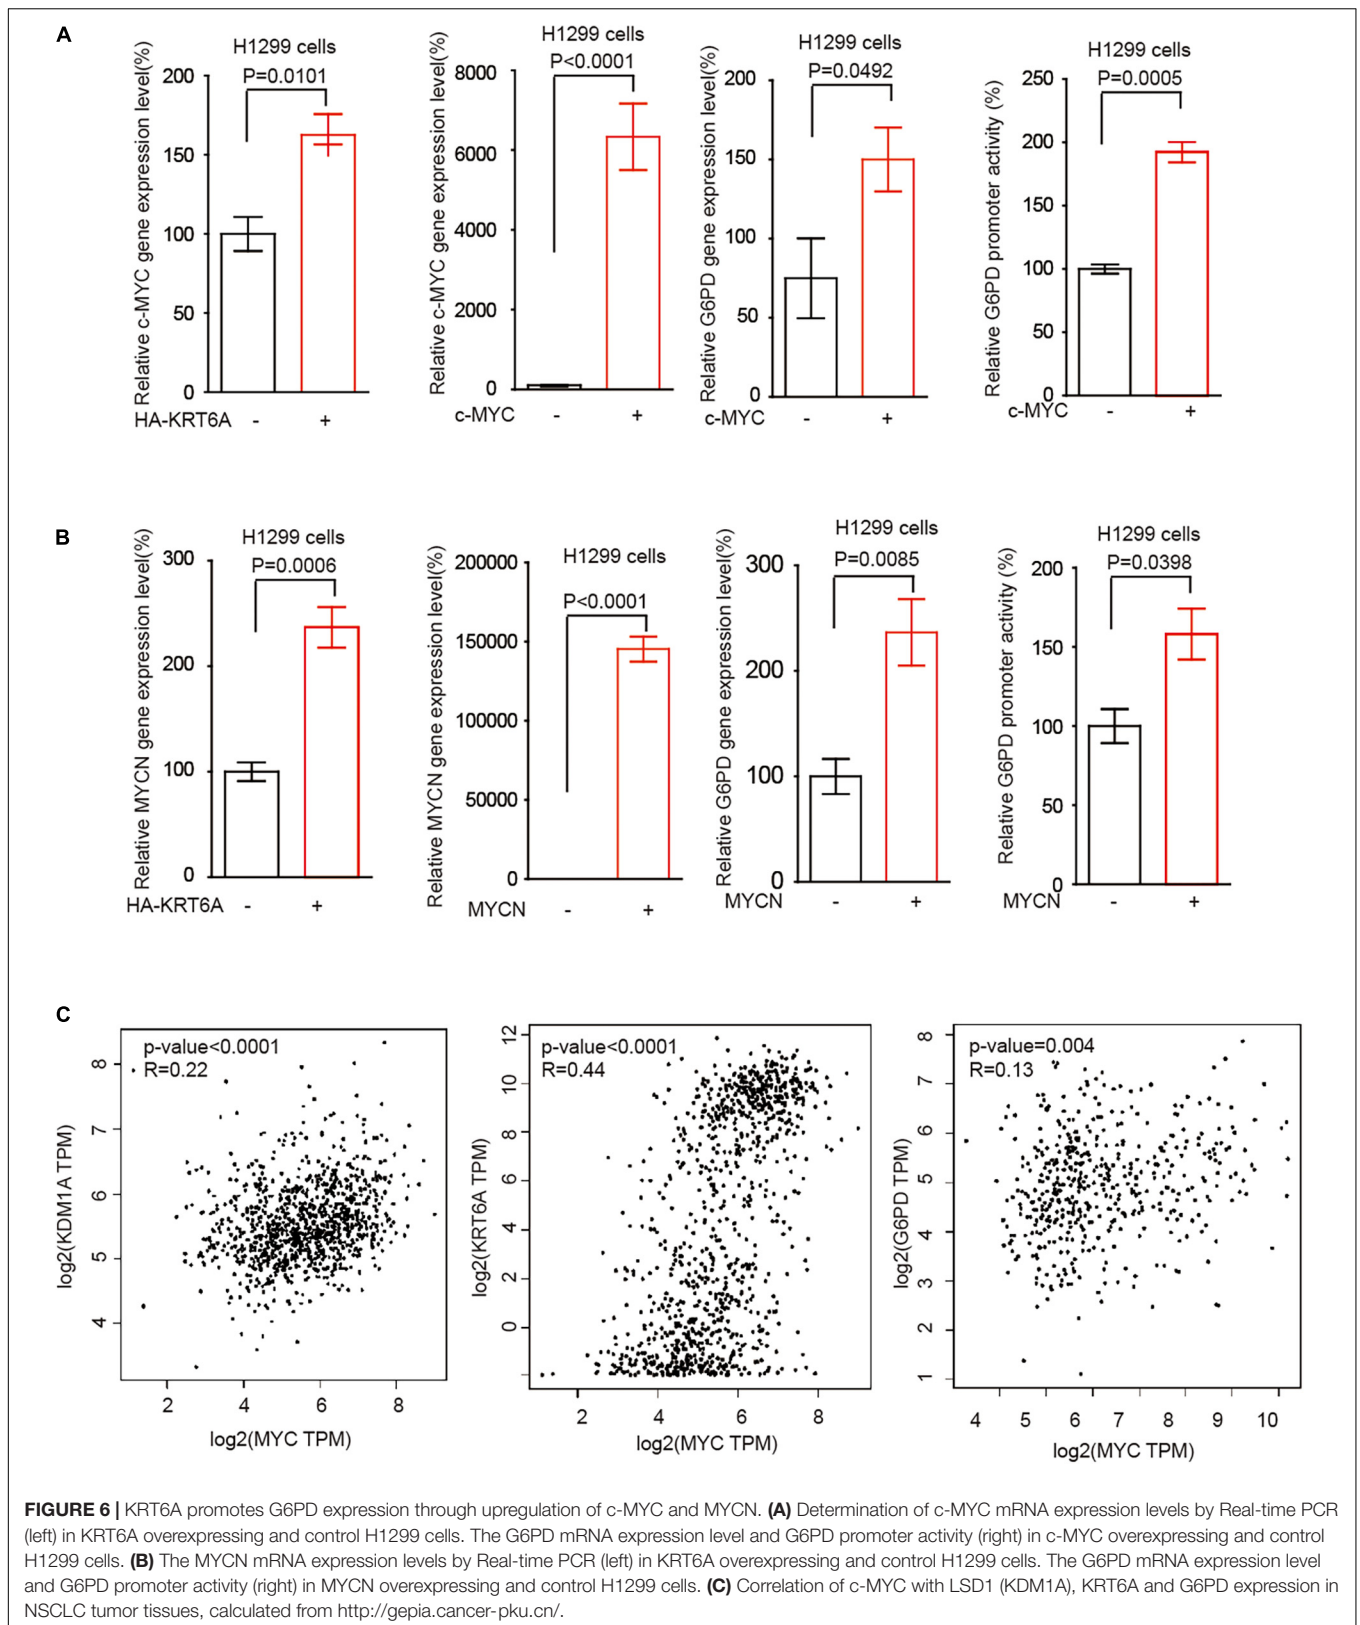 A
H1299 cells
P=0.0101
Relative c-MYC gene expression level(%)
200
150
100
50
0
HA-KRT6A - +
H1299 cells
P<0.0001
Relative c-MYC gene expression level(%)
8000
6000
4000
2000
0
c-MYC - +
H1299 cells
P=0.0492
Relative G6PD gene expression level(%)
200
150
100
50
0
c-MYC - +
H1299 cells
P=0.0005
Relative G6PD promoter activity (%)
250
200
150
100
50
0
c-MYC - +
B
H1299 cells
P=0.0006
Relative MYCN gene expression level(%)
300
200
100
0
HA-KRT6A - +
H1299 cells
P<0.0001
Relative MYCN gene expression level(%)
200000
150000
100000
50000
0
MYCN - +
H1299 cells
P=0.0085
Relative G6PD gene expression level(%)
300
200
100
0
MYCN - +
H1299 cells
P=0.0398
Relative G6PD promoter activity (%)
200
150
100
50
0
MYCN - +
C
p-value<0.0001
R=0.22
log2(KDM1A TPM)
8
7
6
5
4
2 4 6 8
log2(MYC TPM)
p-value<0.0001
R=0.44
log2(KRT6A TPM)
12
10
8
6
4
2
0
2 4 6 8
log2(MYC TPM)
p-value=0.004
R=0.13
log2(G6PD TPM)
8
7
6
5
4
3
2
1
4 5 6 7 8 9 10
log2(MYC TPM)
FIGURE 6 | KRT6A promotes G6PD expression through upregulation of c-MYC and MYCN. (A) Determination of c-MYC mRNA expression levels by Real-time PCR
(left) in KRT6A overexpressing and control H1299 cells. The G6PD mRNA expression level and G6PD promoter activity (right) in c-MYC overexpressing and control
H1299 cells. (B) The MYCN mRNA expression levels by Real-time PCR (left) in KRT6A overexpressing and control H1299 cells. The G6PD mRNA expression level
and G6PD promoter activity (right) in MYCN overexpressing and control H1299 cells. (C) Correlation of c-MYC with LSD1 (KDM1A), KRT6A and G6PD expression in
NSCLC tumor tissues, calculated from http://gepia.cancer-pku.cn/.